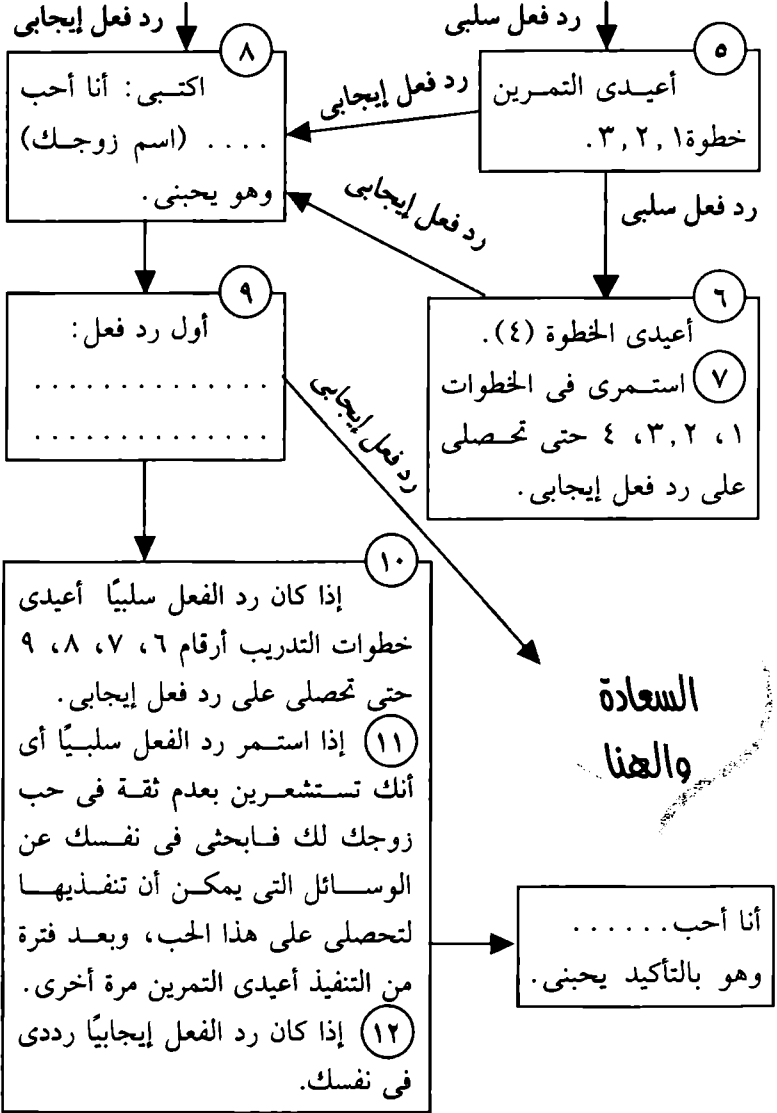 رد فعل سلبى
رد فعل إيجابى
٥
أعيدى التمرين
خطوة١ ,٢ ,٣.
رد فعل إيجابى
٨
اكتبى: أنا أحب
.... (اسم زوجك)
وهو يحبنى.
رد فعل سلبى
رد فعل إيجابى
٦
أعيدى الخطوة (٤).
٧ استمرى فى الخطوات
١، ٢ ,٣، ٤ حتى تحصلى
على رد فعل إيجابى.
٩
أول رد فعل:
..............
..............
رد فعل إيجابى
١٠
إذا كان رد الفعل سلبيًا أعيدى
خطوات التدريب أرقام ٦، ٧، ٨، ٩
حتى تحصلى على رد فعل إيجابى.
١١ إذا استمر رد الفعل سلبيًا أى
أنك تستشعرين بعدم ثقة فى حب
زوجك لك فابحثى فى نفسك عن
الوسائل التى يمكن أن تنفذيها
لتحصلى على هذا الحب، وبعد فترة
من التنفيذ أعيدى التمرين مرة أخرى.
١٢ إذا كان رد الفعل إيجابيًا رددى
فى نفسك.
السعادة
والهنا
أنا أحب......
وهو بالتأكيد يحبنى.